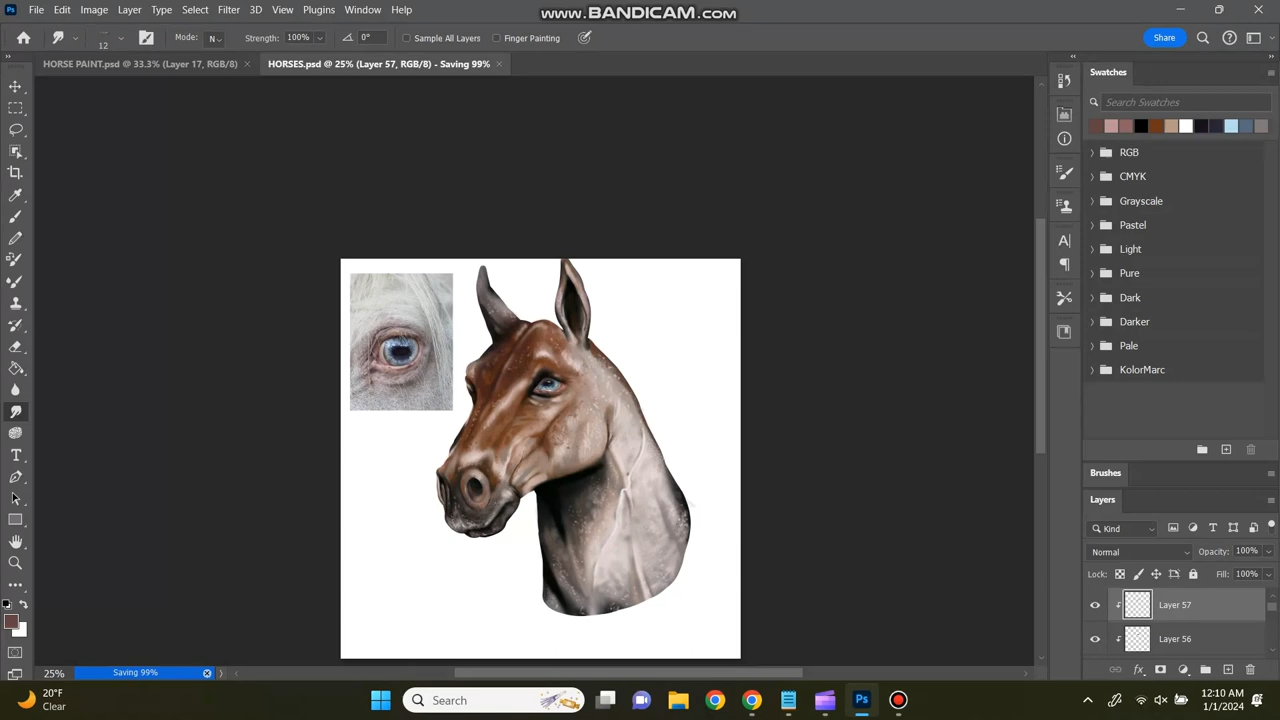 www.BANDICAM.com
Ps File Edit Image Layer Type Select Filter 3D View Plugins Window Help
12 Mode: N Strength: 100% 0° Sample All Layers Finger Painting Share
HORSE PAINT.psd @ 33.3% (Layer 17, RGB/8) × HORSES.psd @ 25% (Layer 57, RGB/8) - Saving 99% ×
Swatches
Search Swatches
RGB
CMYK
Grayscale
Pastel
Light
Pure
Dark
Darker
Pale
KolorMarc
Brushes
Layers
Kind
Normal Opacity: 100%
Lock: Fill: 100%
Layer 57
Layer 56
25% Saving 99%
20°F
Clear
Search
Ps
12:10 AM
1/1/2024